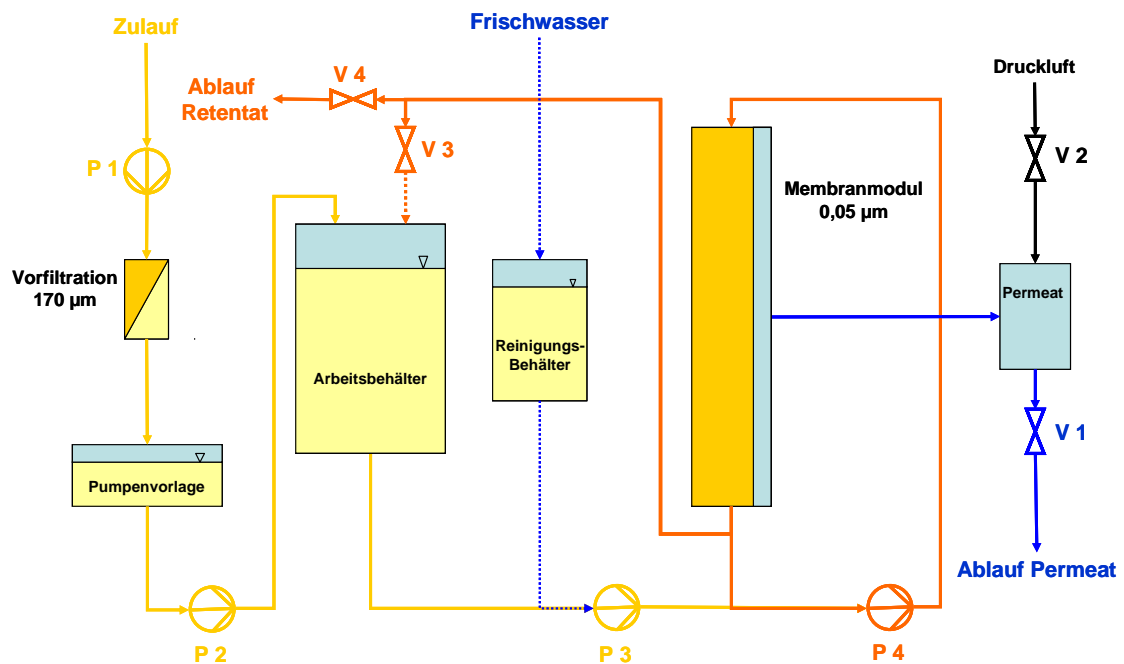 Zulauf
Frischwasser
V 4
Ablauf
Retentat
Druckluft
V 3
V 2
P 1
Membranmodul
0,05 µm
Vorfiltration
170 µm
Permeat
Reinigungs-
Behälter
Arbeitsbehälter
V 1
Pumpenvorlage
Ablauf Permeat
P 2
P 3
P 4